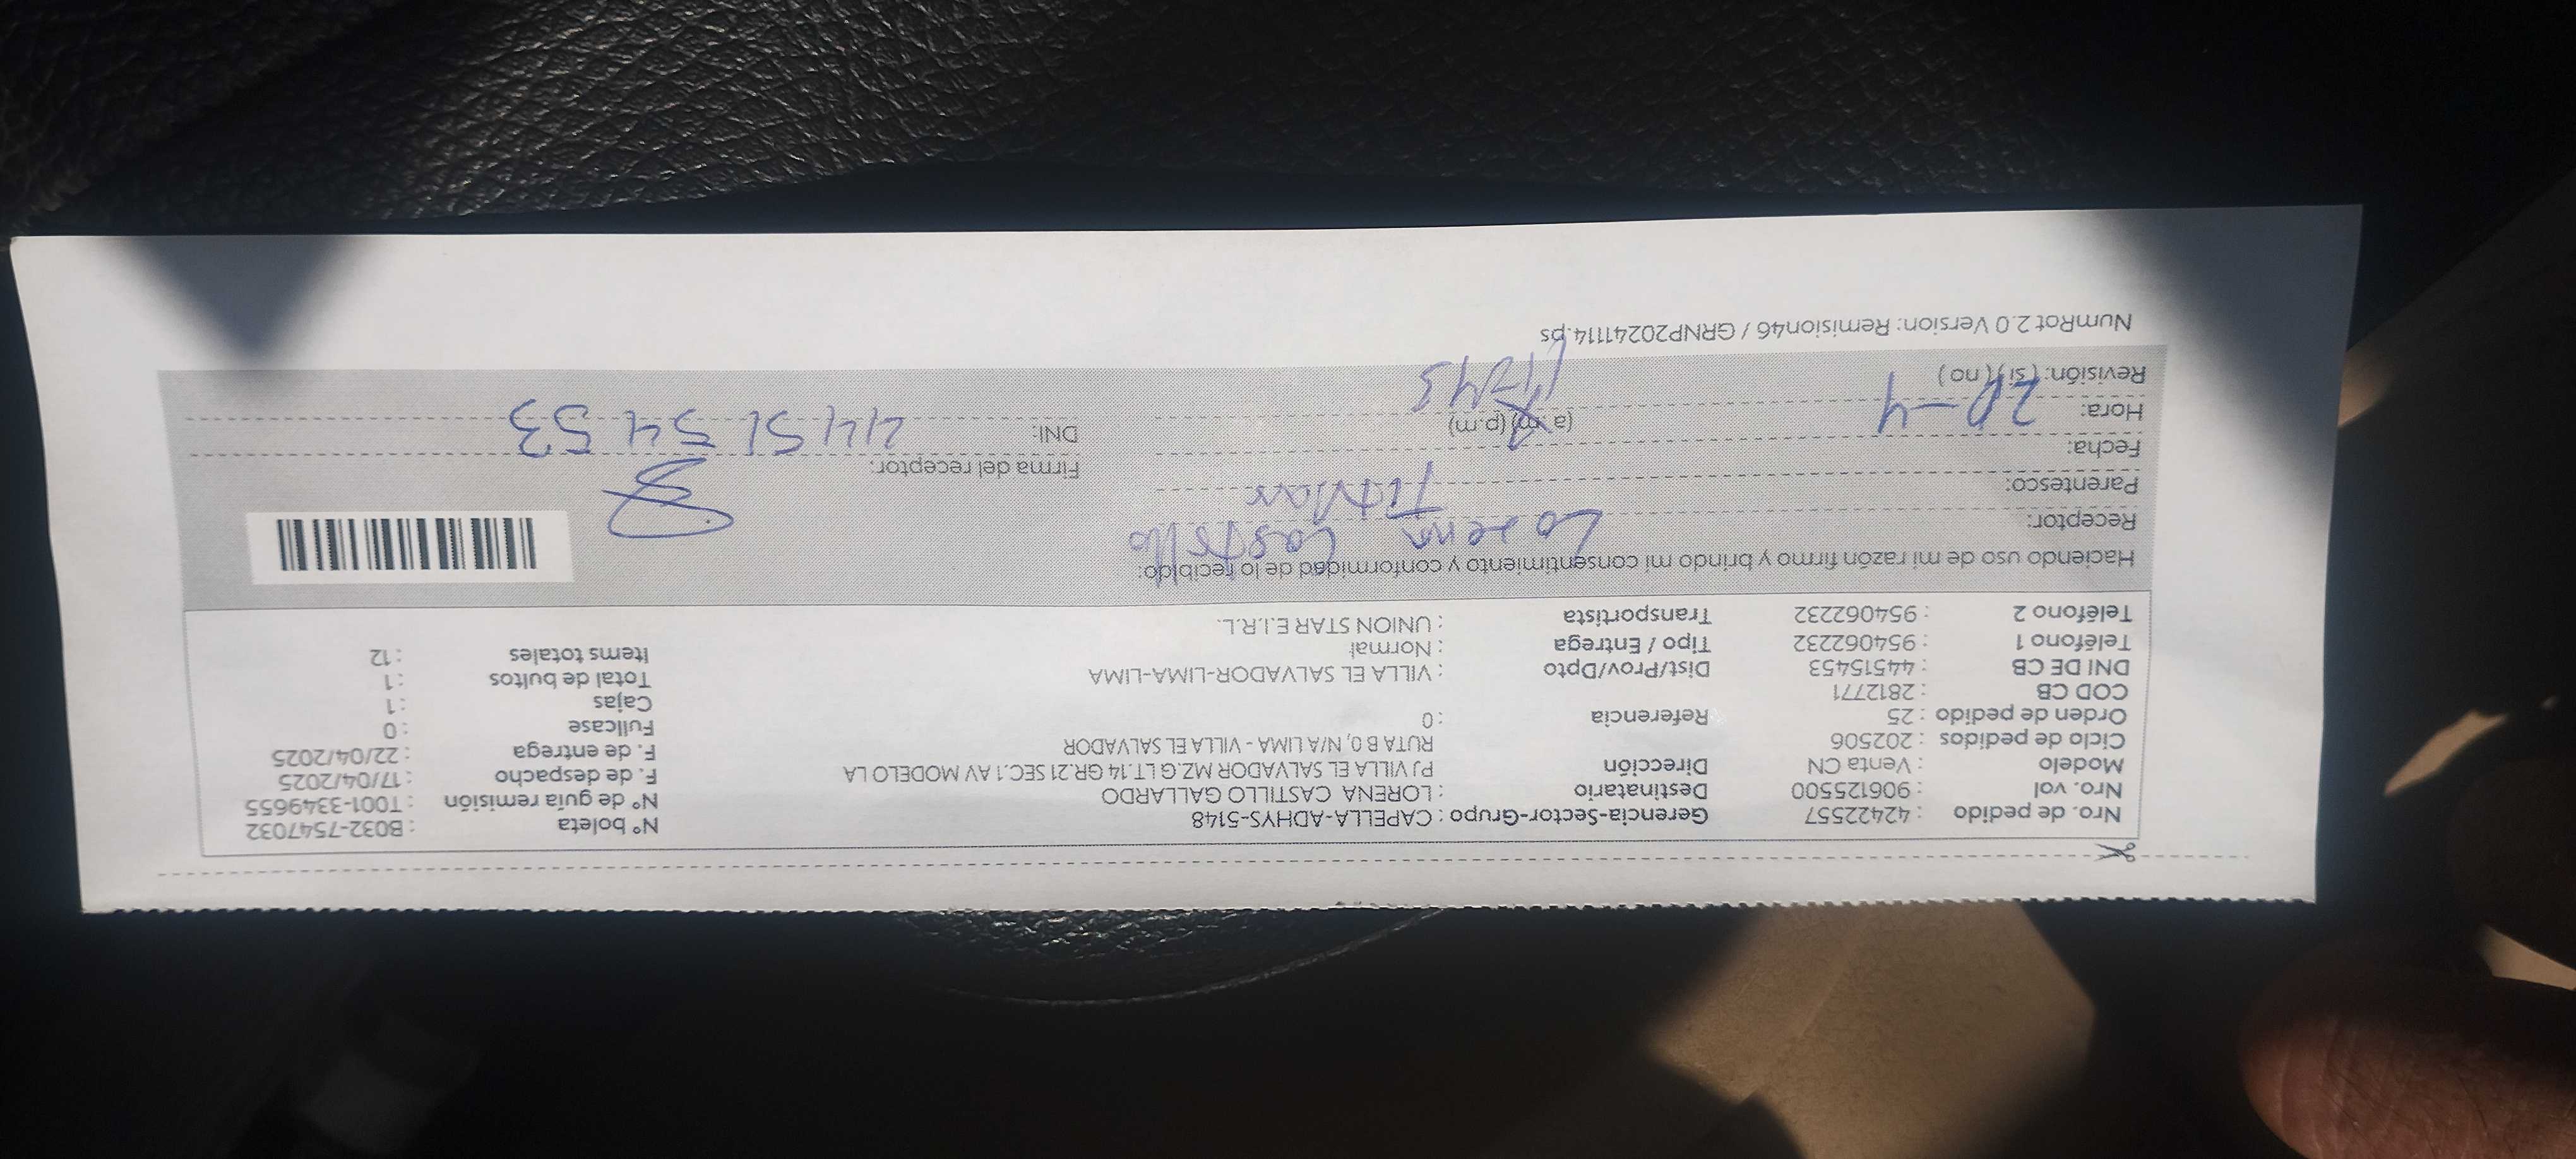 Nro. de pedido : 42422557 Gerencia-Sector-Grupo : CAPELLA-ADHYS-5148 N° boleta : B032-7547032
Nro. vol : 906125500 Destinatario : LORENA CASTILLO GALLARDO N° de guía remisión : T001-3349655
Modelo : Venta CN Dirección PJ VILLA EL SALVADOR MZ.G LT.14 GR.21 SEC.1 AV MODELO LA F. de despacho : 17/04/2025
Ciclo de pedidos : 202506 RUTA B 0, N/A LIMA - VILLA EL SALVADOR F. de entrega : 22/04/2025
Orden de pedido : 25 Referencia : 0 Fullcase : 0
COD CB : 2812771 Cajas : 1
DNI DE CB : 44515453 Dist/Prov/Dpto : VILLA EL SALVADOR-LIMA-LIMA Total de bultos : 1
Teléfono 1 : 954062232 Tipo / Entrega : Normal Items totales : 12
Teléfono 2 : 954062232 Transportista : UNION STAR E.I.R.L.
Haciendo uso de mi razón firmo y brindo mi consentimiento y conformidad de lo recibido:
Receptor: Lorena Castillo
Parentesco: Titular
Fecha: Firma del receptor:
Hora: (a.m) (p.m) DNI: 44515453
Revisión: (si) (no)
NumRot 2.0 Version: Remision46 / GRNP20241114.ps